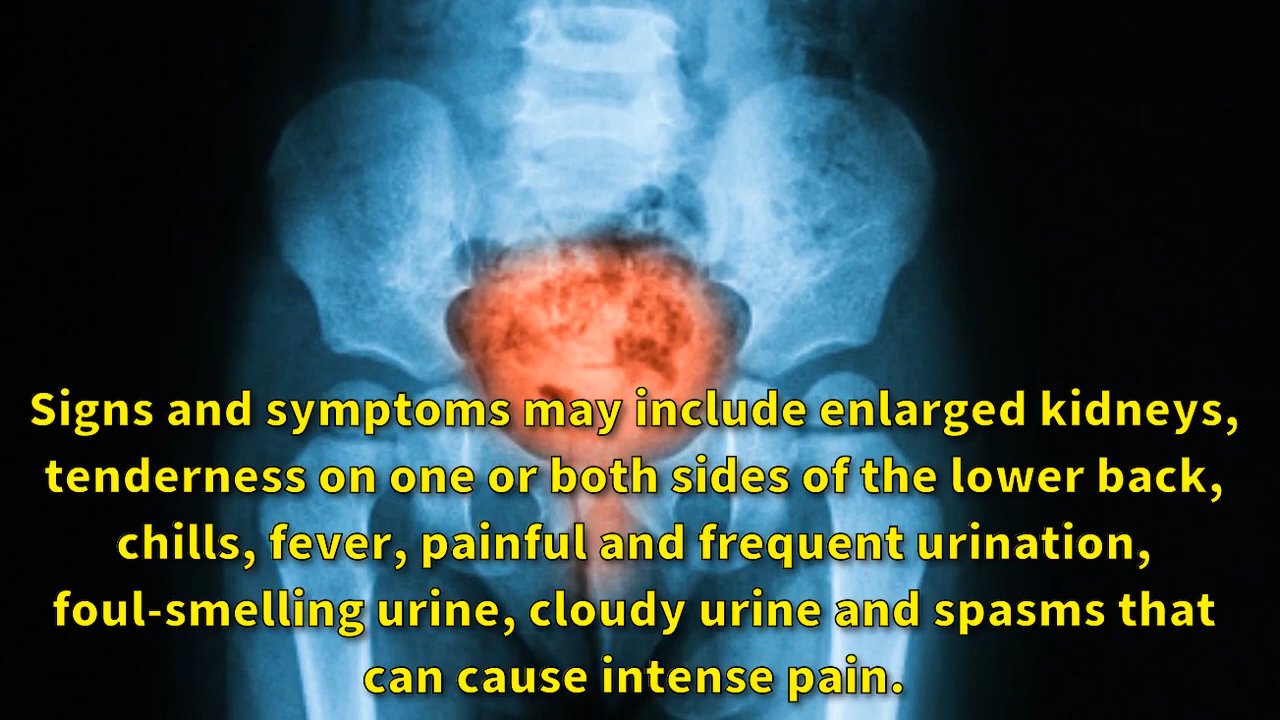 Signs and symptoms may include enlarged kidneys,
tenderness on one or both sides of the lower back,
chills, fever, painful and frequent urination,
foul-smelling urine, cloudy urine and spasms that
can cause intense pain.